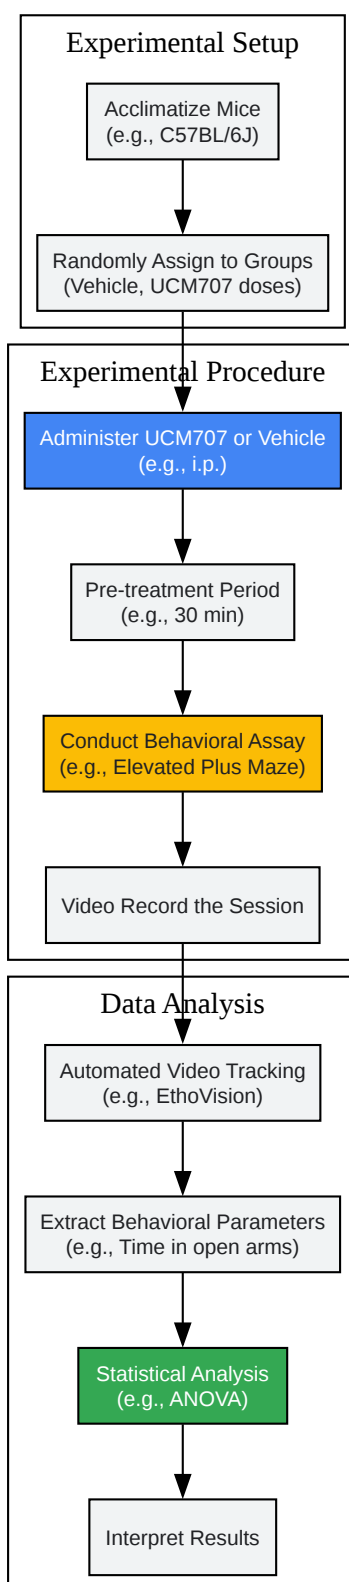 Experimental Setup
Acclimatize Mice
(e.g., C57BL/6J)
Randomly Assign to Groups
(Vehicle, UCM707 doses)
Experimental Procedure
Administer UCM707 or Vehicle
(e.g., i.p.)
Pre-treatment Period
(e.g., 30 min)
Conduct Behavioral Assay
(e.g., Elevated Plus Maze)
Video Record the Session
Data Analysis
Automated Video Tracking
(e.g., EthoVision)
Extract Behavioral Parameters
(e.g., Time in open arms)
Statistical Analysis
(e.g., ANOVA)
Interpret Results